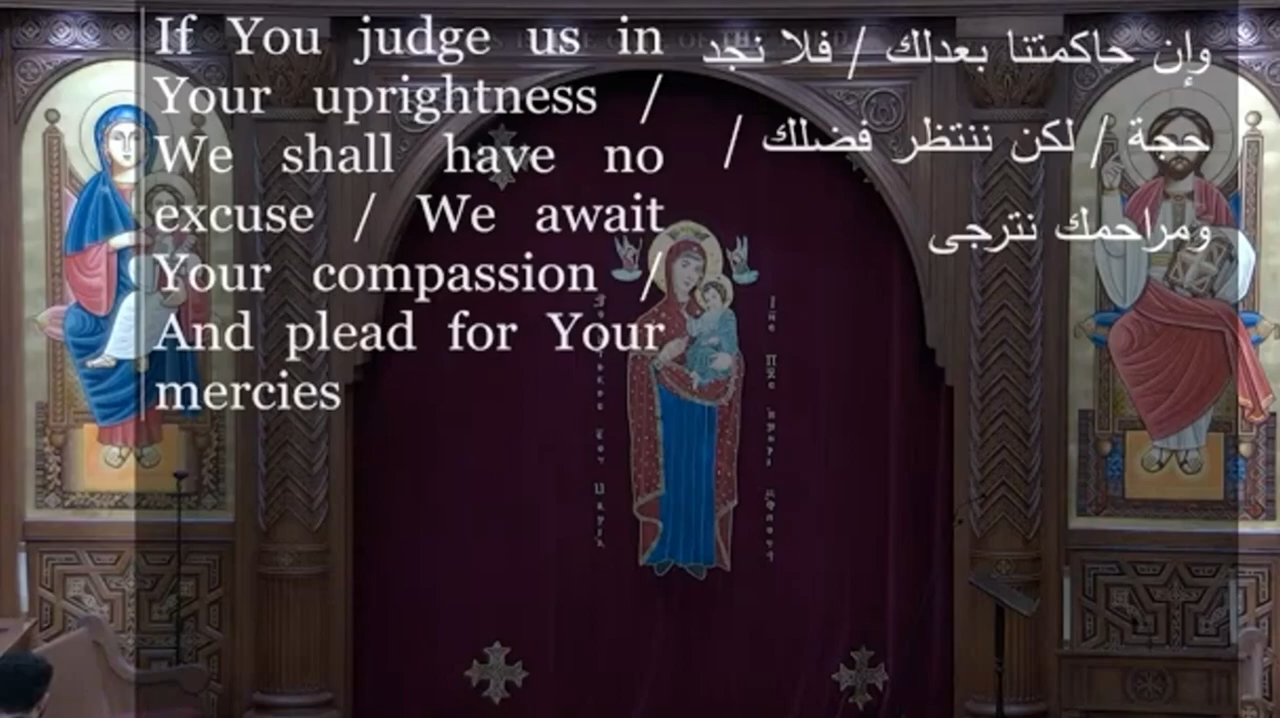 If You judge us in
Your uprightness /
We shall have no
excuse / We await
Your compassion /
And plead for Your
mercies
وإن حاكمتنا بعدلك / فلا نجد
حجة / لكن ننتظر فضلك /
ومراحمك نترجى